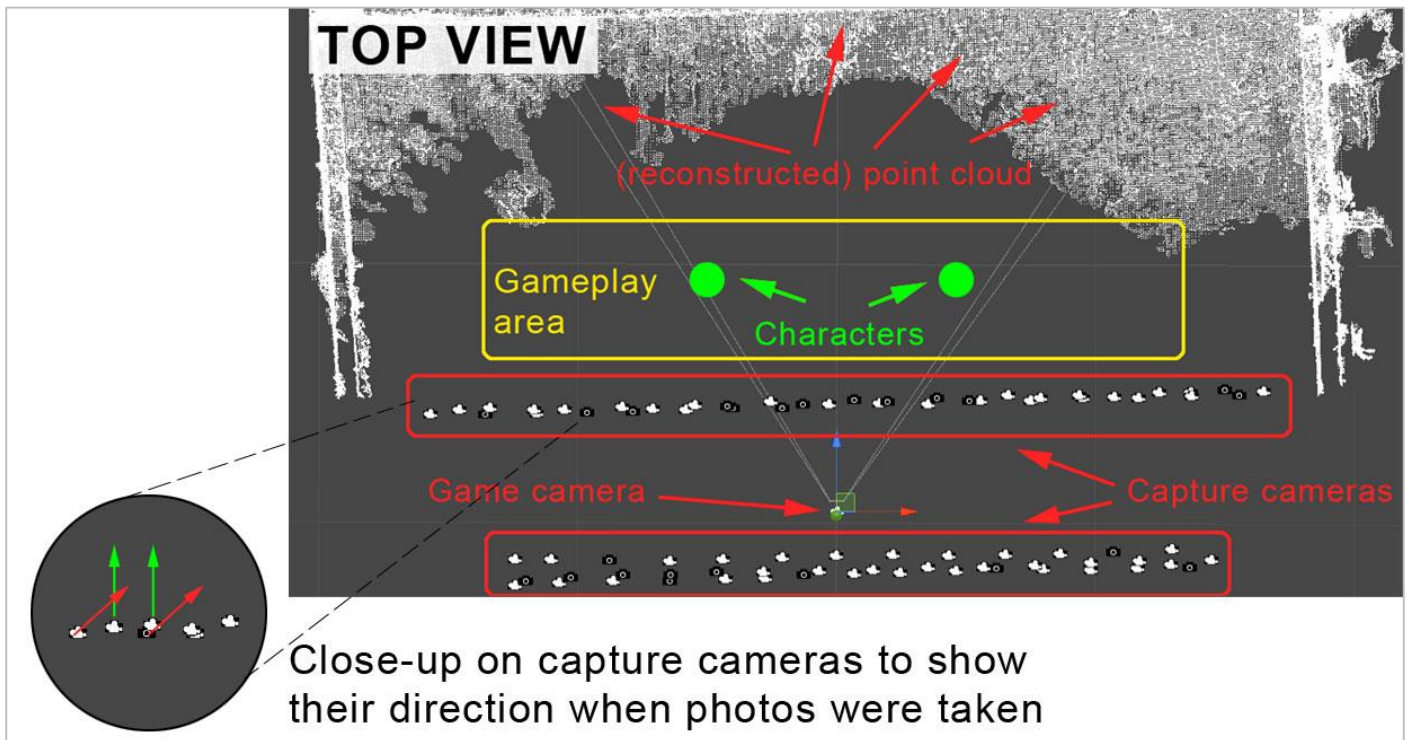 TOP VIEW
(reconstructed) point cloud
Gameplay
area
Characters
Game camera
Capture cameras
Close-up on capture cameras to show
their direction when photos were taken